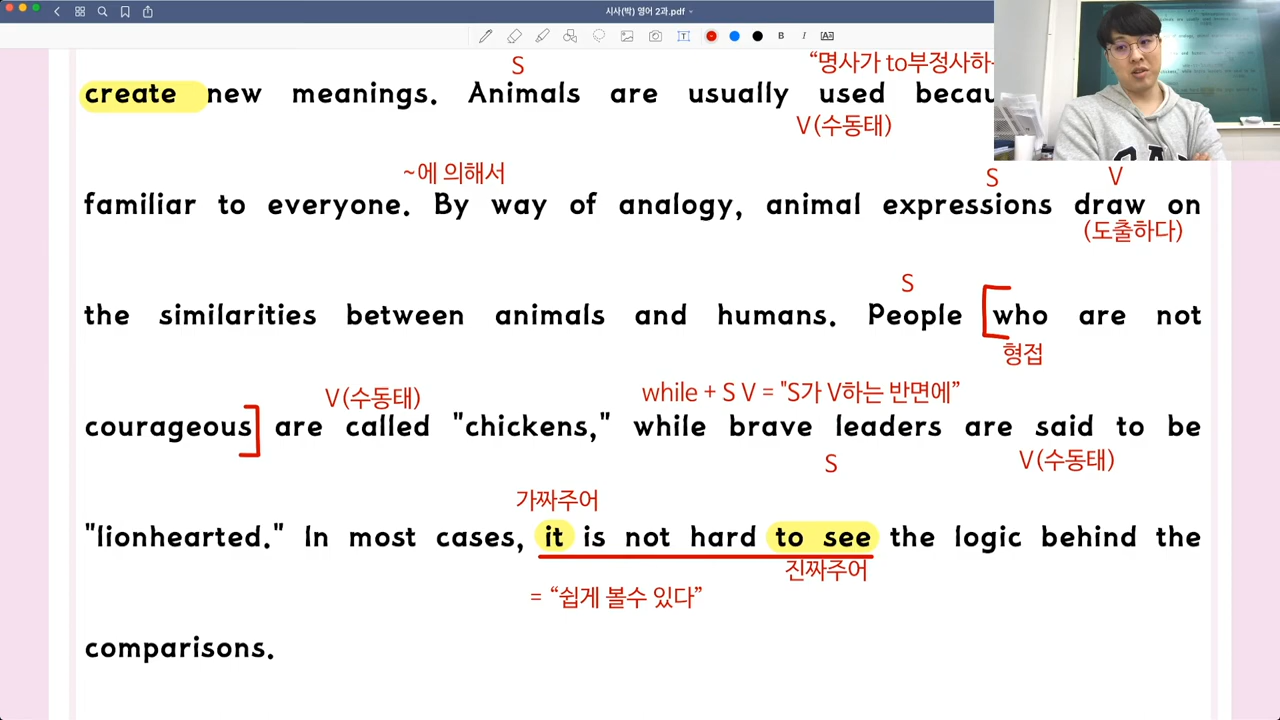 시사(박) 영어 2과.pdf
S
“명사가 to부정사하
create new meanings. Animals are usually used becau
V(수동태)
~에 의해서
S V
familiar to everyone. By way of analogy, animal expressions draw on
(도출하다)
S
the similarities between animals and humans. People [who are not
형접
V(수동태)
while + S V = "S가 V하는 반면에”
courageous] are called "chickens," while brave leaders are said to be
S
V(수동태)
가짜주어
"lionhearted." In most cases, it is not hard to see the logic behind the
진짜주어
= “쉽게 볼수 있다”
comparisons.